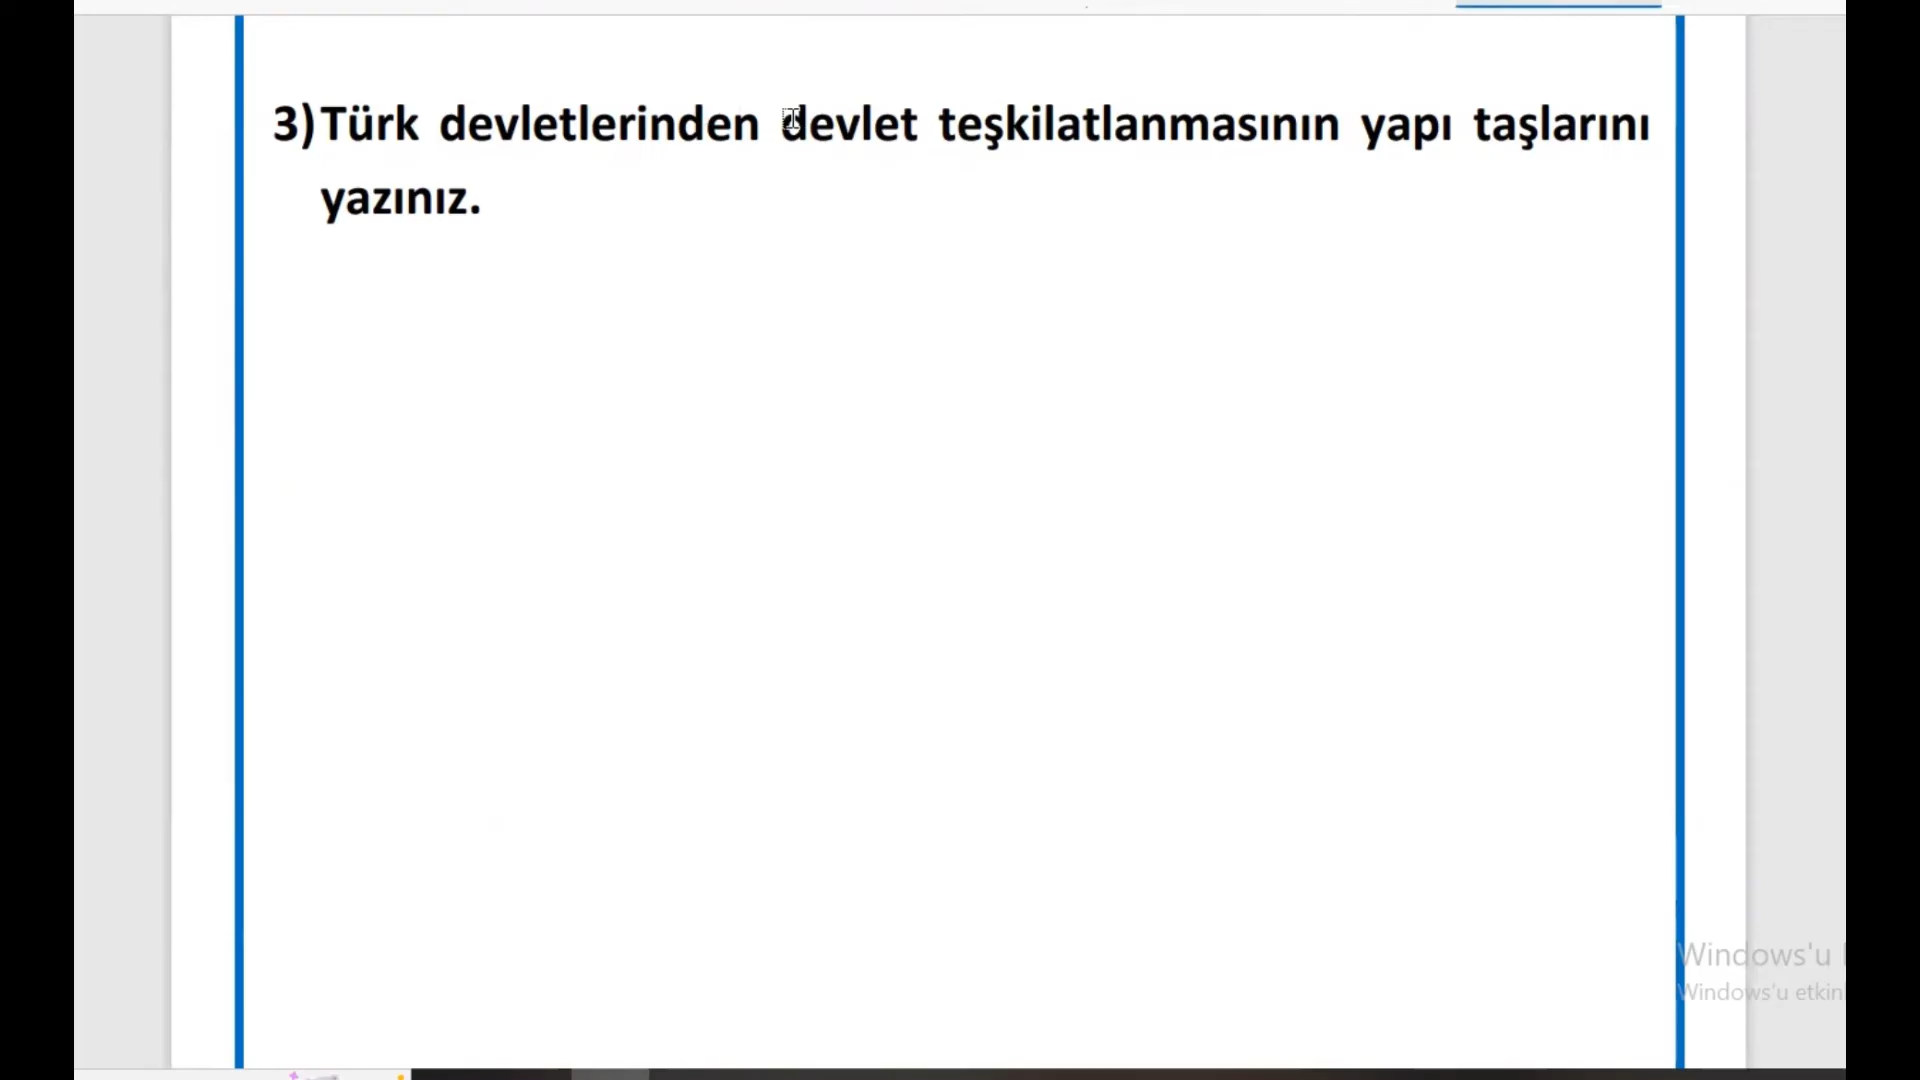 3) Türk devletlerinden devlet teşkilatlanmasının yapı taşlarını
yazınız.
Windows'u
Windows'u etkin